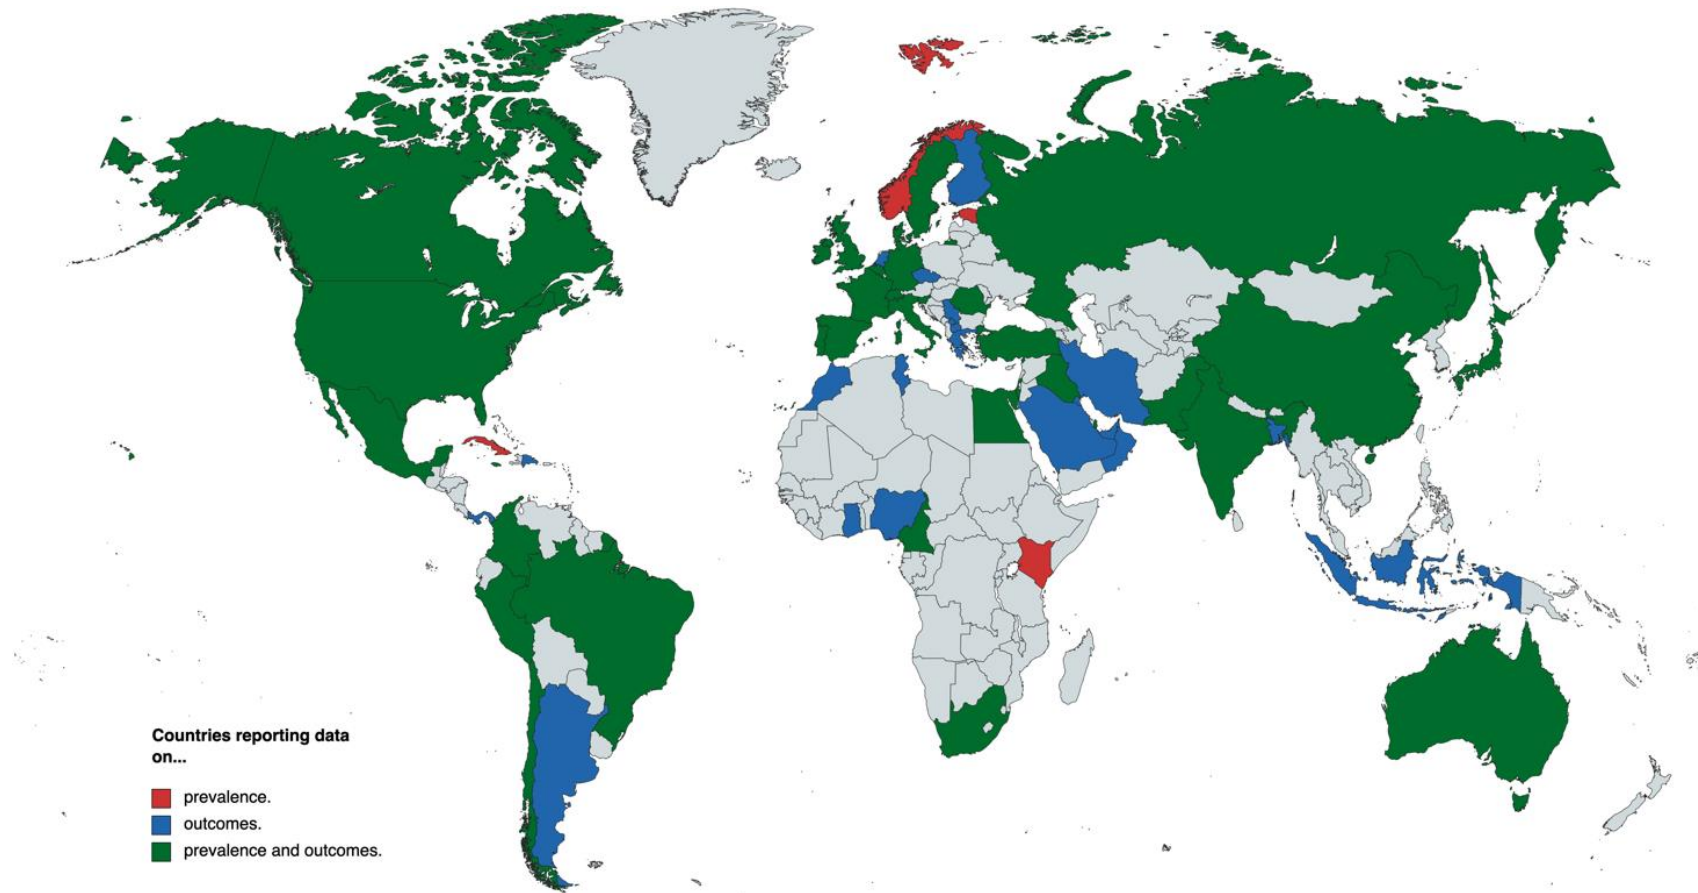 Countries reporting data
on...
prevalence.
outcomes.
prevalence and outcomes.